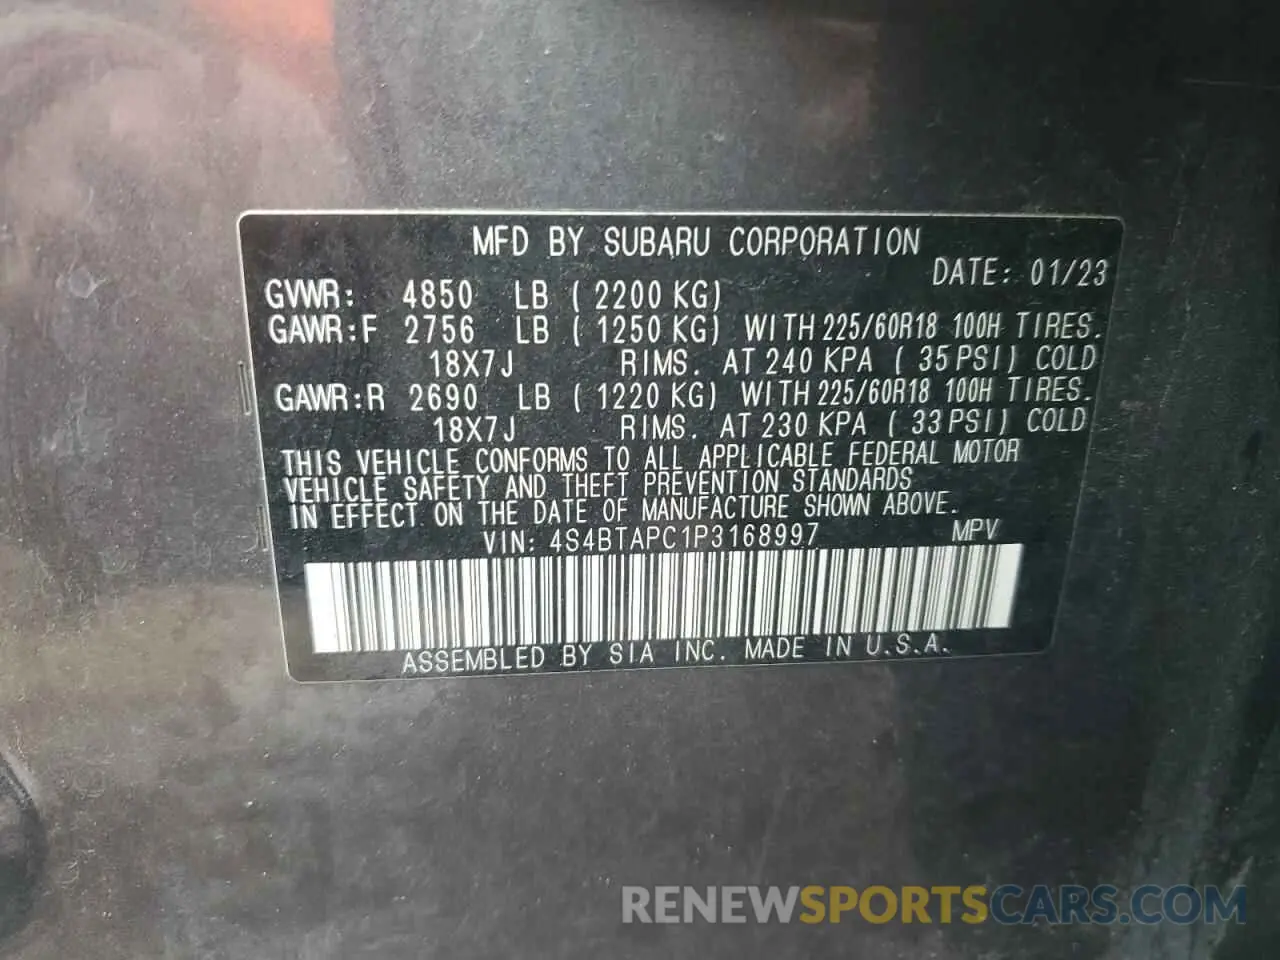 MFD BY SUBARU CORPORATION
DATE: 01/23
GVWR: 4850 LB ( 2200 KG)
GAWR:F 2756 LB ( 1250 KG) WITH 225/60R18 100H TIRES.
18X7J RIMS. AT 240 KPA ( 35 PSI) COLD
GAWR:R 2690 LB ( 1220 KG) WITH 225/60R18 100H TIRES.
18X7J RIMS. AT 230 KPA ( 33 PSI) COLD
THIS VEHICLE CONFORMS TO ALL APPLICABLE FEDERAL MOTOR
VEHICLE SAFETY AND THEFT PREVENTION STANDARDS
IN EFFECT ON THE DATE OF MANUFACTURE SHOWN ABOVE.
VIN: 4S4BTAPC1P3168997 MPV
ASSEMBLED BY SIA INC. MADE IN U.S.A.
RENEWSPORTSCARS.COM